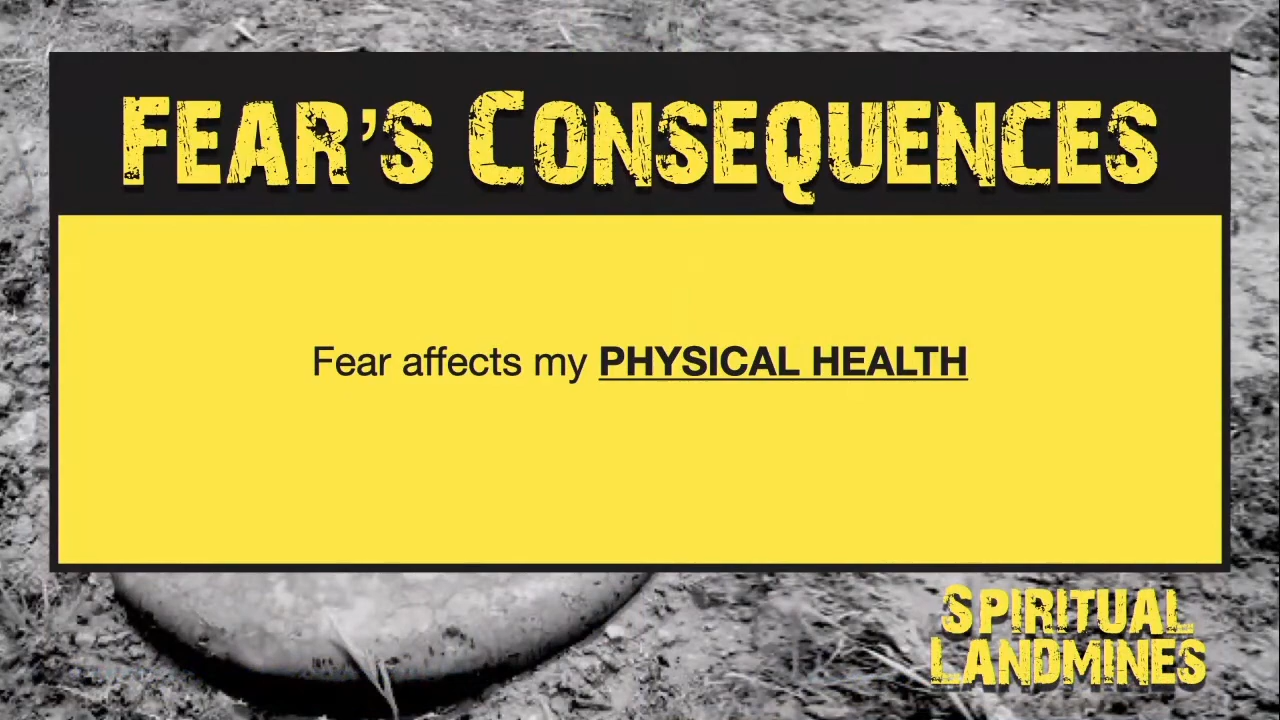 FEAR'S CONSEQUENCES
Fear affects my PHYSICAL HEALTH
SPIRITUAL
LANDMINES